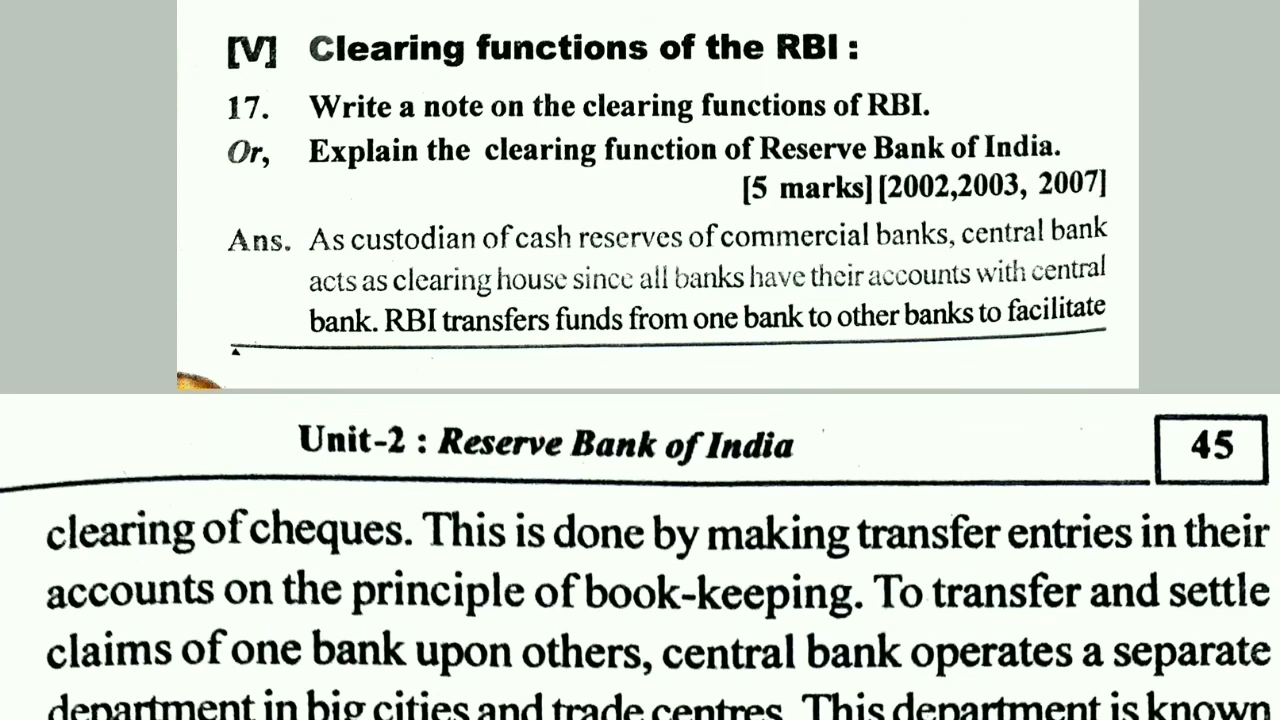 [V] Clearing functions of the RBI :
17. Write a note on the clearing functions of RBI.
Or, Explain the clearing function of Reserve Bank of India.
[5 marks] [2002,2003, 2007]
Ans. As custodian of cash reserves of commercial banks, central bank
acts as clearing house since all banks have their accounts with central
bank. RBI transfers funds from one bank to other banks to facilitate
Unit-2 : Reserve Bank of India
45
clearing of cheques. This is done by making transfer entries in their
accounts on the principle of book-keeping. To transfer and settle
claims of one bank upon others, central bank operates a separate
department in big cities and trade centres. This department is known